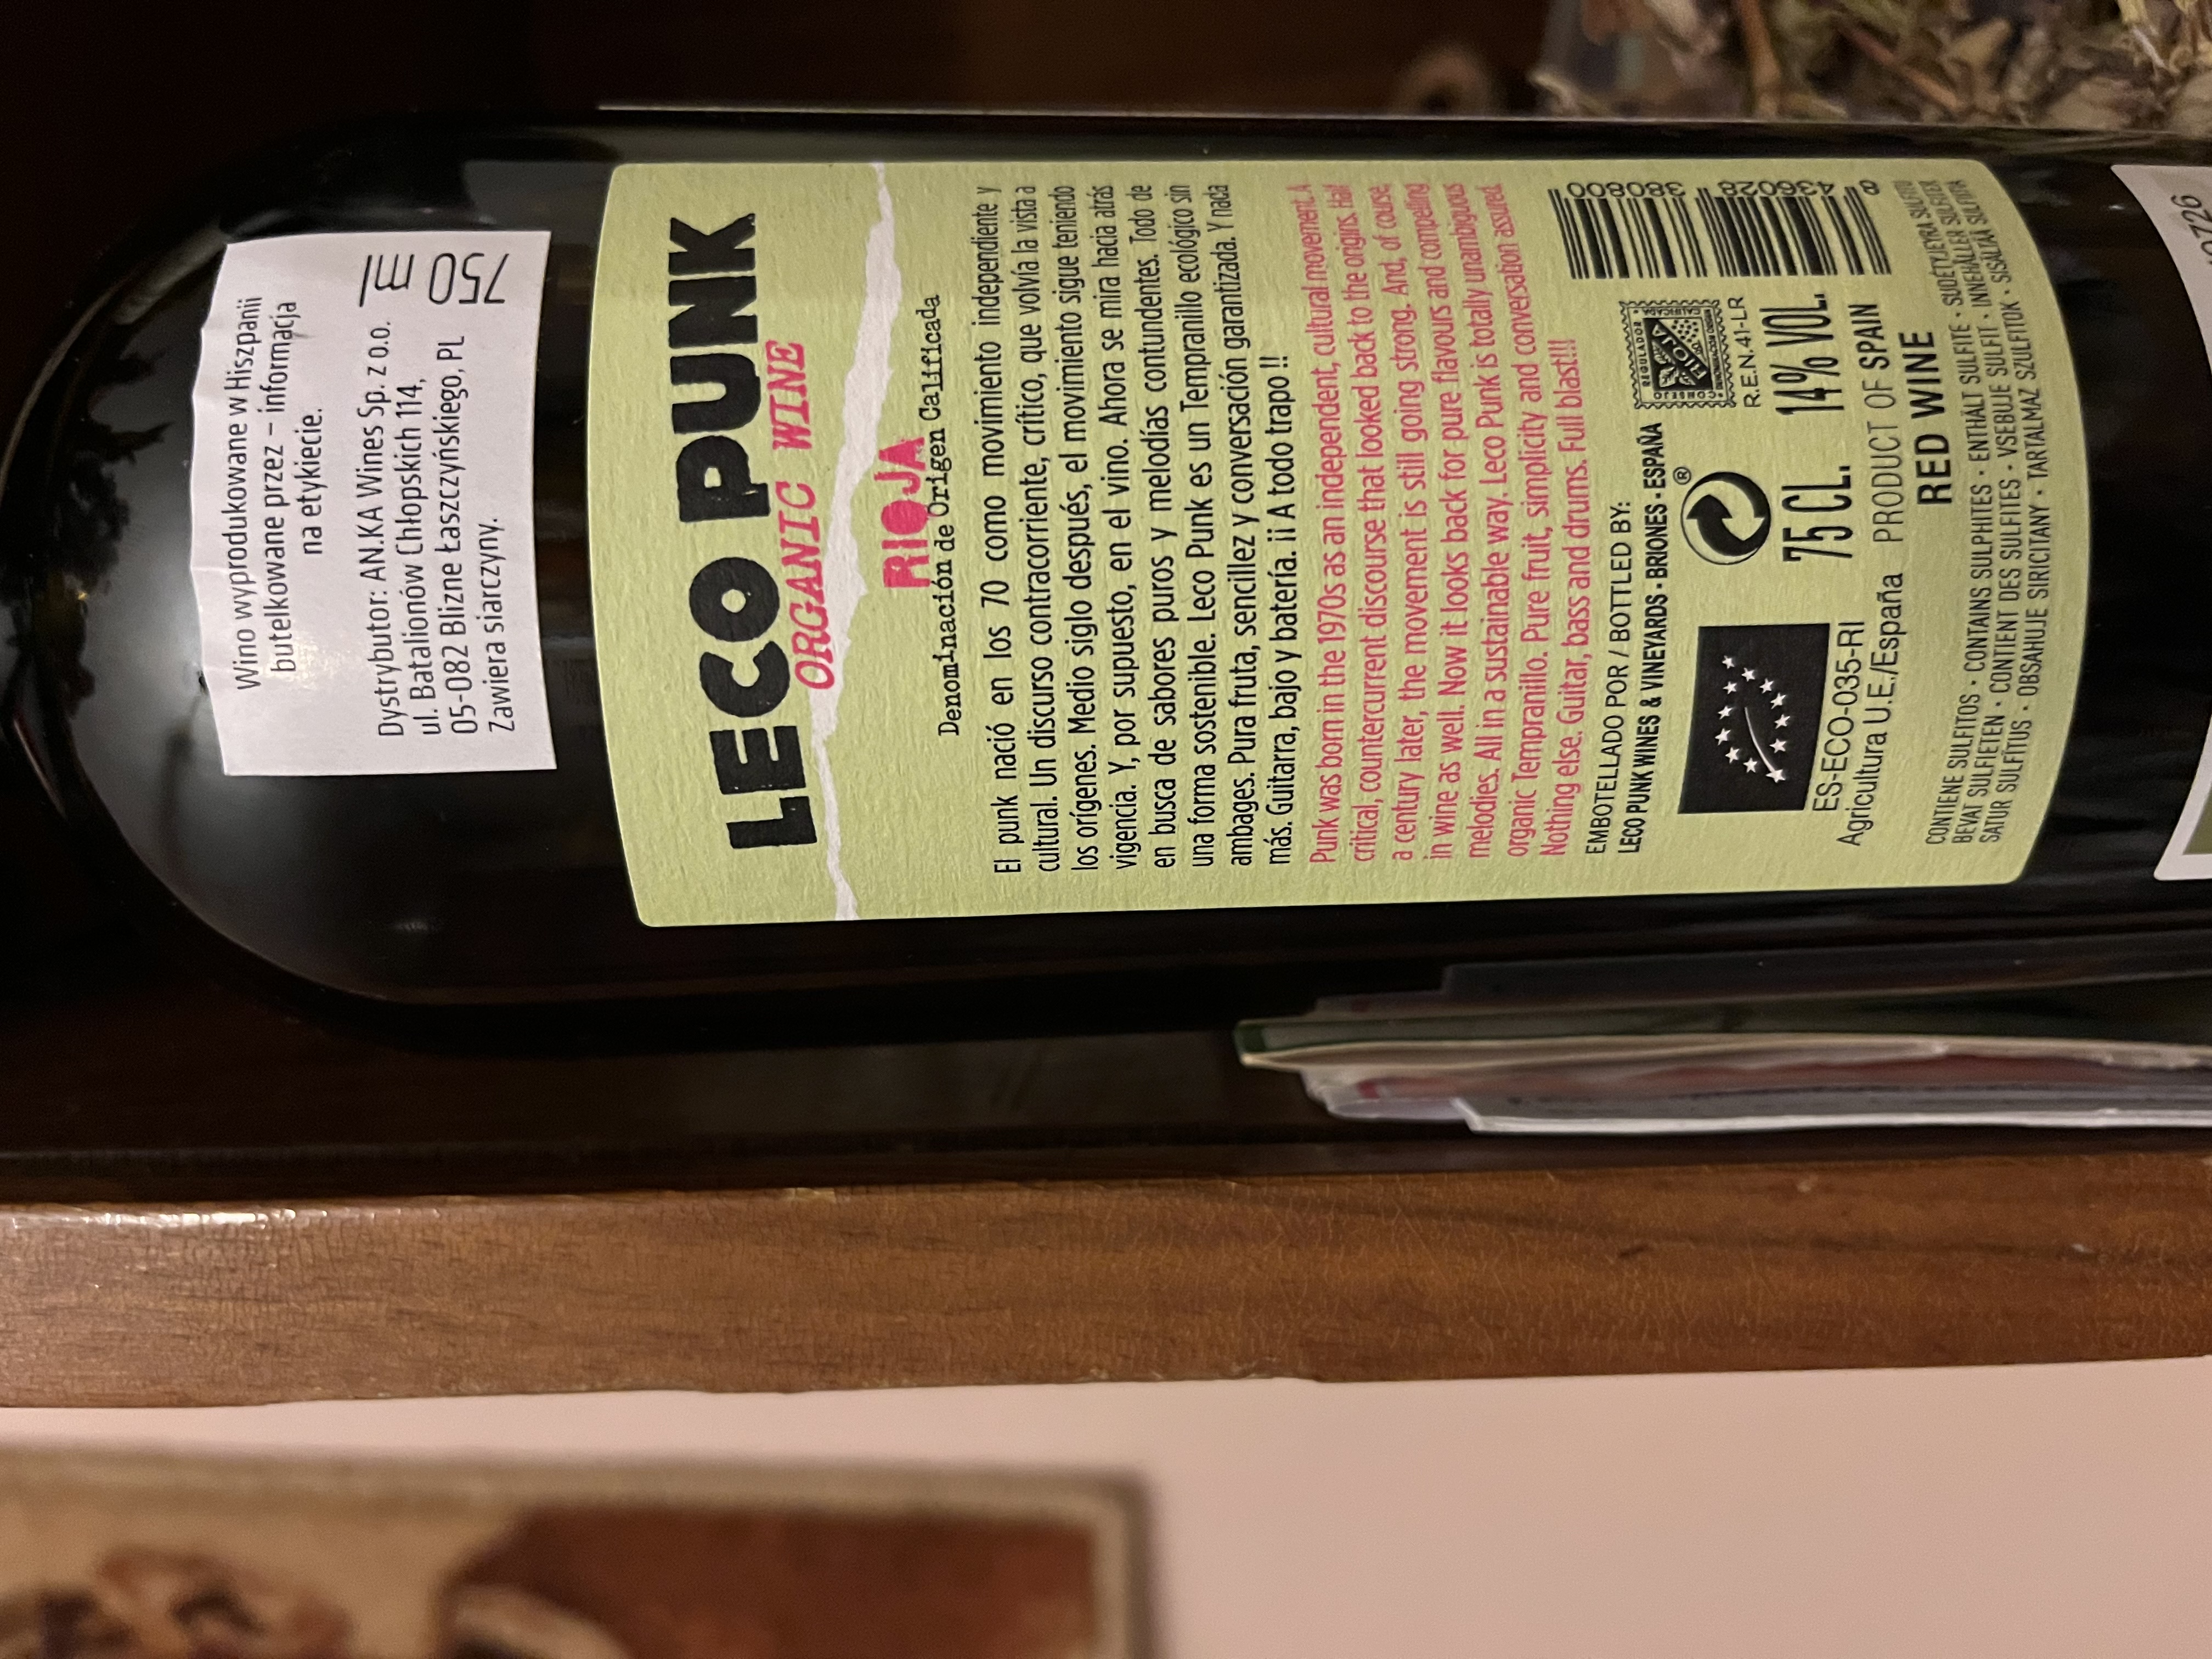 Wino wyprodukowane w Hiszpanii
butelkowane przez – informacja
na etykiecie.
Dystrybutor: AN.KA Wines Sp. z o.o.
ul. Batalionów Chłopskich 114,
05-082 Blizne Łaszczyńskiego, PL
Zawiera siarczyny.
750 ml
LECO PUNK
ORGANIC WINE
RIOJA
Denominación de Origen Calificada
El punk nació en los 70 como movimiento independiente y
cultural. Un discurso contracorriente, crítico, que volvía la vista a
los orígenes. Medio siglo después, el movimiento sigue teniendo
vigencia. Y, por supuesto, en el vino. Ahora se mira hacia atrás
en busca de sabores puros y melodías contundentes. Todo de
una forma sostenible. Leco Punk es un Tempranillo ecológico sin
ambages. Pura fruta, sencillez y conversación garantizada. Y nada
más. Guitarra, bajo y batería. ¡¡ A todo trapo !!
Punk was born in the 1970s as an independent, cultural movement. A
critical, countercurrent discourse that looked back to the origins. Half
a century later, the movement is still going strong. And, of course,
in wine as well. Now it looks back for pure flavours and compelling
melodies. All in a sustainable way. Leco Punk is totally unambiguous
organic Tempranillo. Pure fruit, simplicity and conversation assured.
Nothing else. Guitar, bass and drums. Full blast!!!
EMBOTELLADO POR / BOTTLED BY:
LECO PUNK WINES & VINEYARDS - BRIONES - ESPAÑA
RIOJA
R.E.N.41-LR
®
75 CL. 14% VOL.
ES-ECO-035-RI
Agricultura U.E./España
PRODUCT OF SPAIN
RED WINE
8 436028 380800
CONTIENE SULFITOS · CONTAINS SULPHITES · ENTHÄLT SULFITE · SUDĖTYJEYRA SULFITŲ
BEVAT SULFIETEN · CONTIENT DES SULFITES · VSEBUJE SULFIT · INNEHÅLLER SULFITER
SATUR SULFĪTUS · OBSAHUJE SIRICITANY · TARTALMAZ SZULFITOK · SISÄLTÄÄ SULFIITTIA